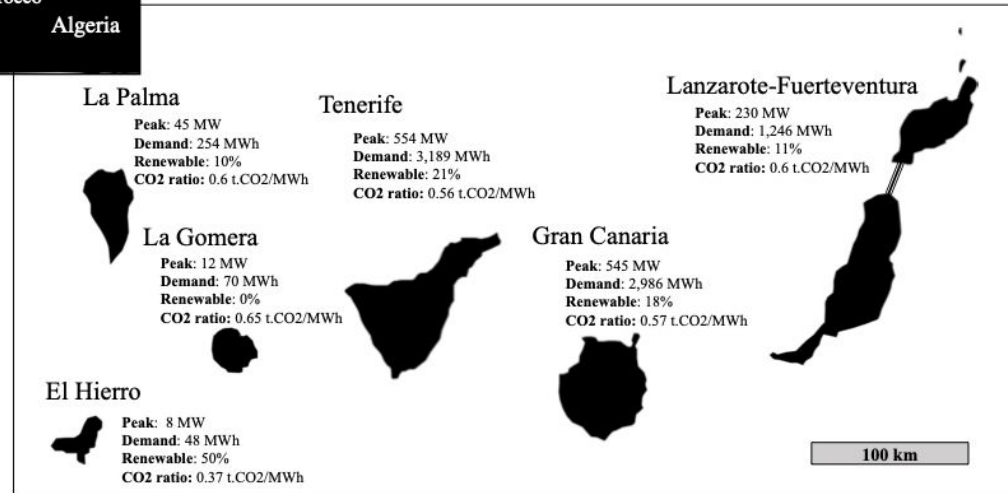 Algeria
La Palma
Peak: 45 MW
Demand: 254 MWh
Renewable: 10%
CO2 ratio: 0.6 t.CO2/MWh
Tenerife
Peak: 554 MW
Demand: 3,189 MWh
Renewable: 21%
CO2 ratio: 0.56 t.CO2/MWh
Lanzarote-Fuerteventura
Peak: 230 MW
Demand: 1,246 MWh
Renewable: 11%
CO2 ratio: 0.6 t.CO2/MWh
La Gomera
Peak: 12 MW
Demand: 70 MWh
Renewable: 0%
CO2 ratio: 0.65 t.CO2/MWh
Gran Canaria
Peak: 545 MW
Demand: 2,986 MWh
Renewable: 18%
CO2 ratio: 0.57 t.CO2/MWh
El Hierro
Peak: 8 MW
Demand: 48 MWh
Renewable: 50%
CO2 ratio: 0.37 t.CO2/MWh
100 km